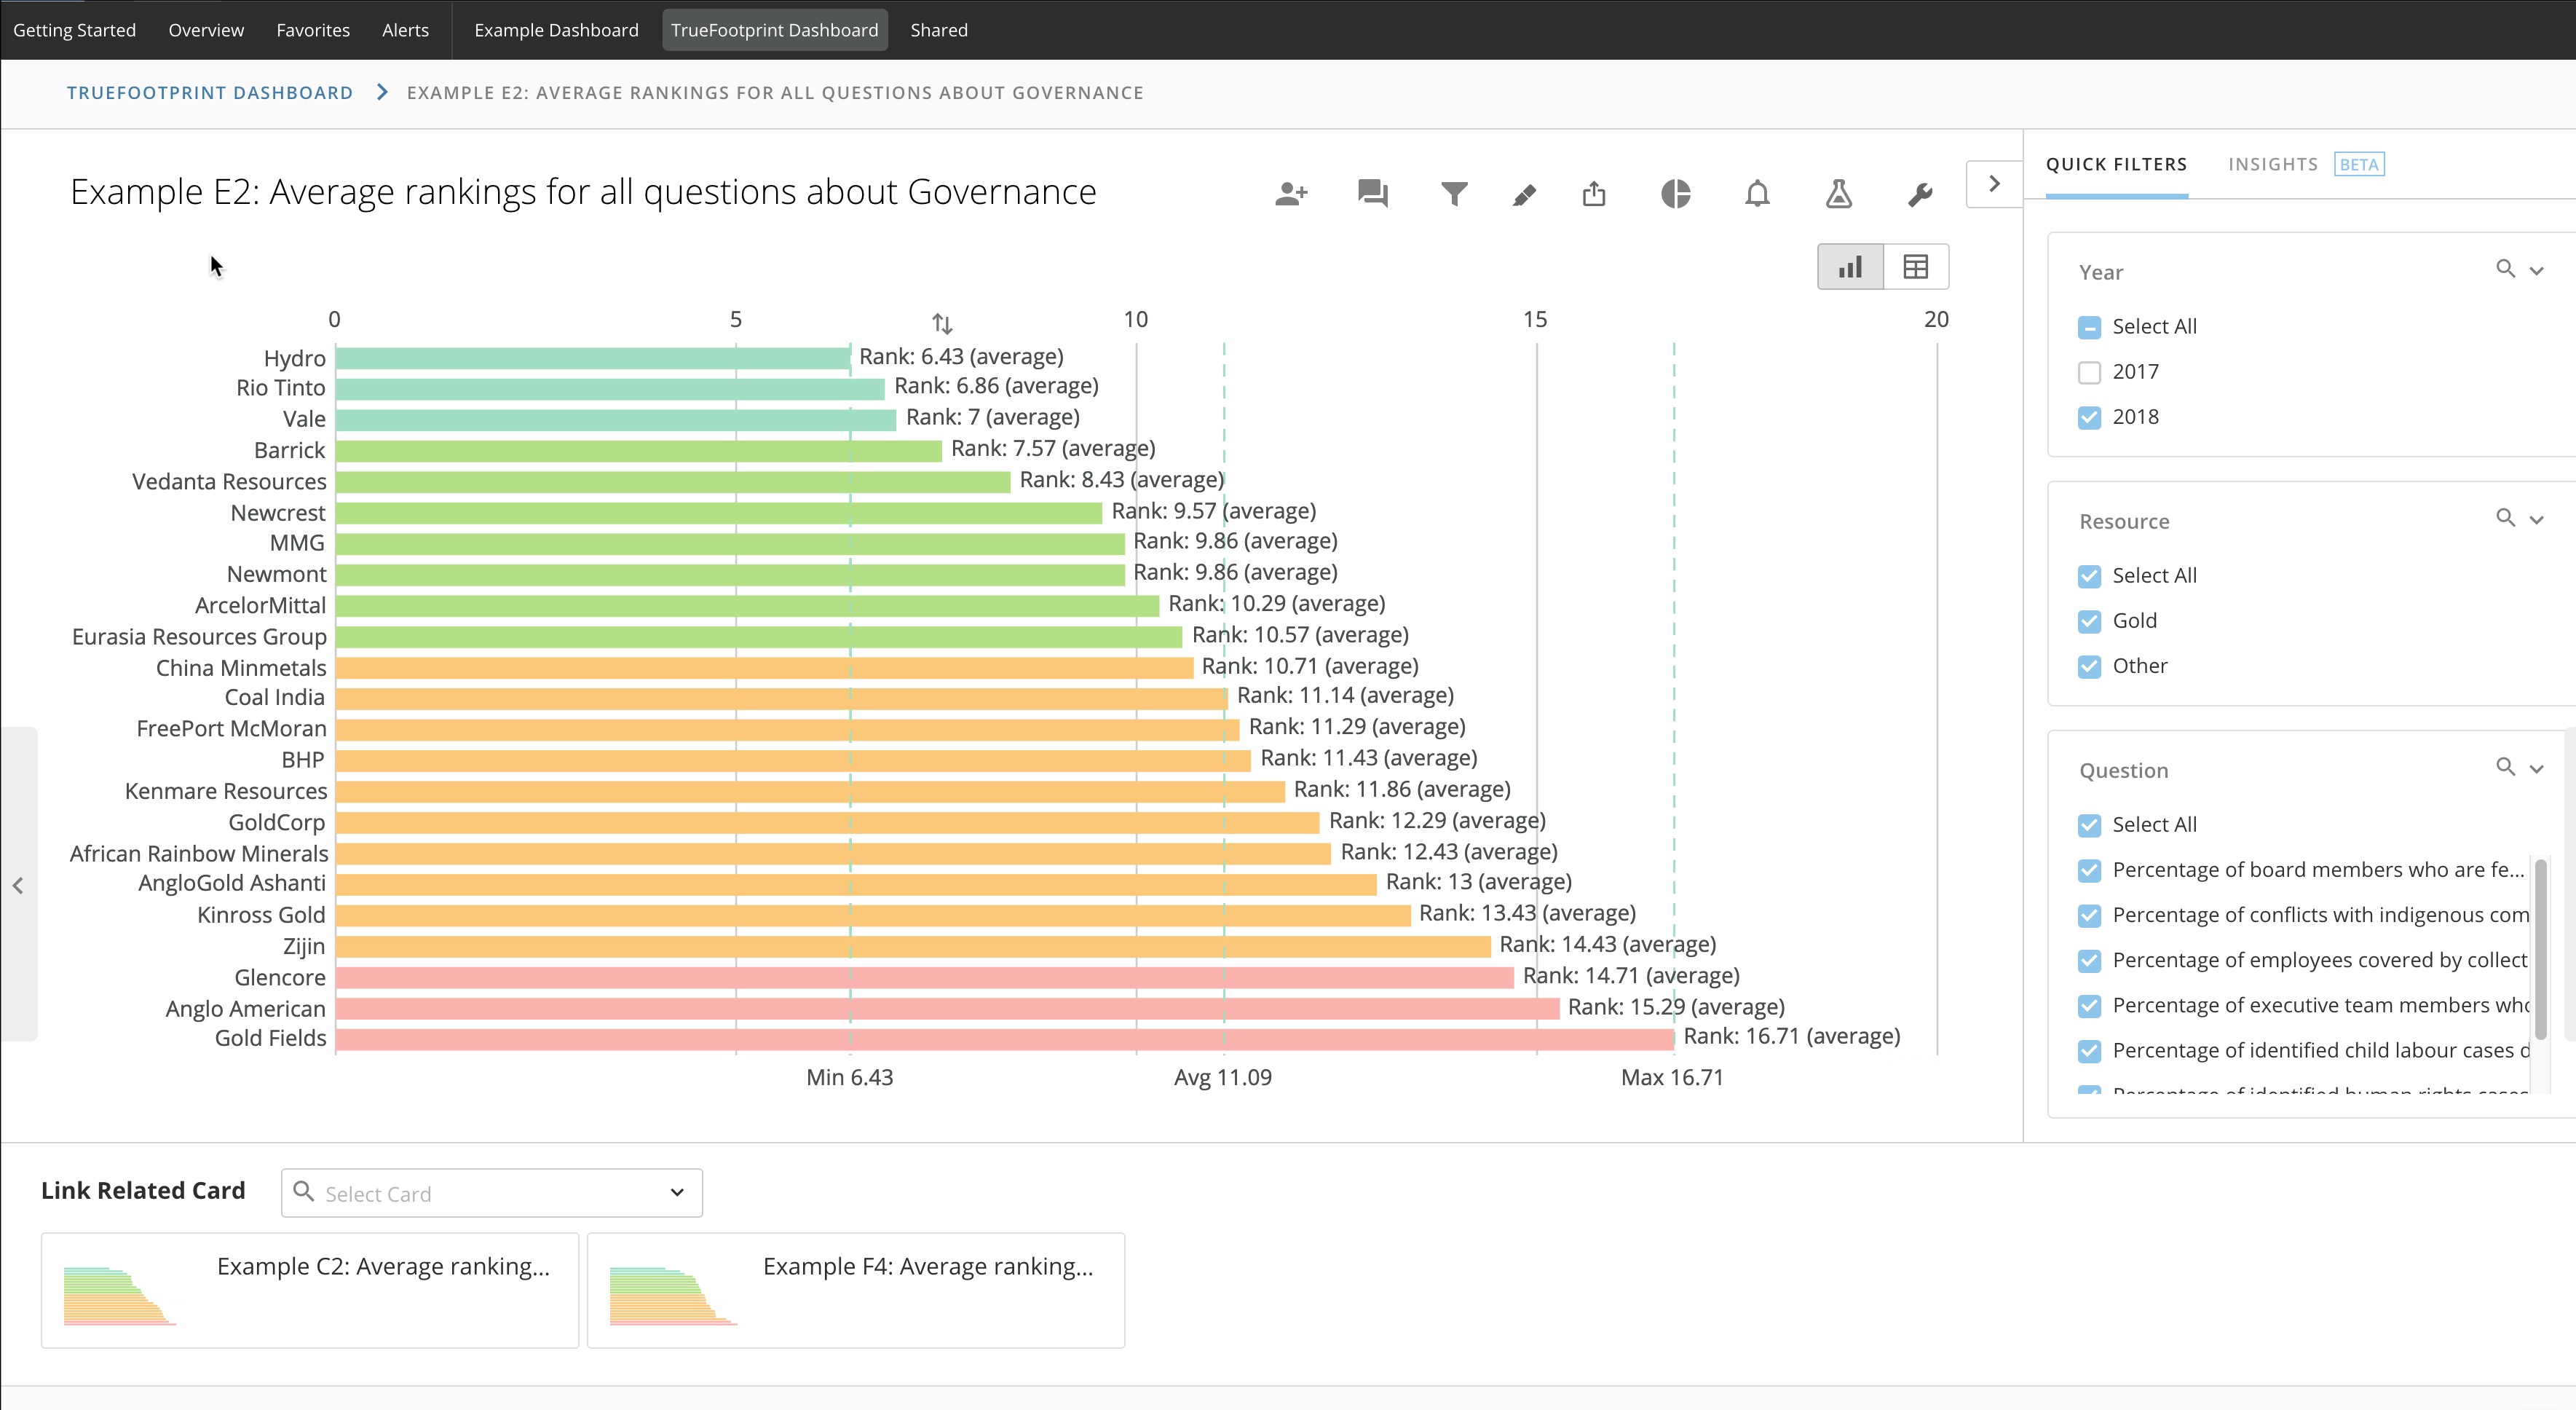 Getting Started Overview Favorites Alerts Example Dashboard TrueFootprint Dashboard Shared
TRUEFOOTPRINT DASHBOARD EXAMPLE E2: AVERAGE RANKINGS FOR ALL QUESTIONS ABOUT GOVERNANCE
Example E2: Average rankings for all questions about Governance
0 5 10 15 20
Hydro Rank: 6.43 (average)
Rio Tinto Rank: 6.86 (average)
Vale Rank: 7 (average)
Barrick Rank: 7.57 (average)
Vedanta Resources Rank: 8.43 (average)
Newcrest Rank: 9.57 (average)
MMG Rank: 9.86 (average)
Newmont Rank: 9.86 (average)
ArcelorMittal Rank: 10.29 (average)
Eurasia Resources Group Rank: 10.57 (average)
China Minmetals Rank: 10.71 (average)
Coal India Rank: 11.14 (average)
FreePort McMoran Rank: 11.29 (average)
BHP Rank: 11.43 (average)
Kenmare Resources Rank: 11.86 (average)
GoldCorp Rank: 12.29 (average)
African Rainbow Minerals Rank: 12.43 (average)
AngloGold Ashanti Rank: 13 (average)
Kinross Gold Rank: 13.43 (average)
Zijin Rank: 14.43 (average)
Glencore Rank: 14.71 (average)
Anglo American Rank: 15.29 (average)
Gold Fields Rank: 16.71 (average)
Min 6.43 Avg 11.09 Max 16.71
QUICK FILTERS INSIGHTS BETA
Year
Select All
2017
2018
Resource
Select All
Gold
Other
Question
Select All
Percentage of board members who are fe...
Percentage of conflicts with indigenous com
Percentage of employees covered by collect
Percentage of executive team members who
Percentage of identified child labour cases d
Percentage of identified human rights cases
Link Related Card Select Card
Example C2: Average ranking...
Example F4: Average ranking...